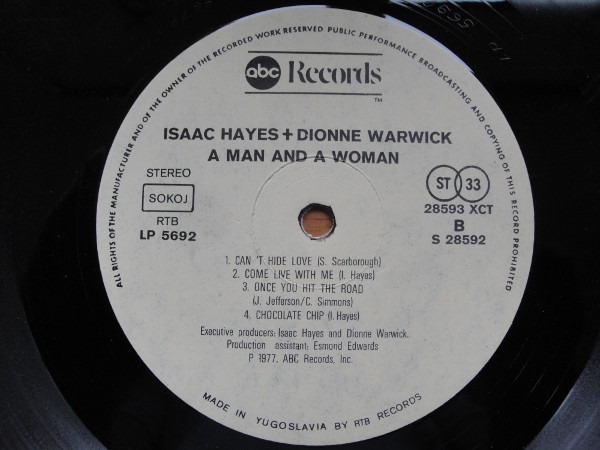 ALL RIGHTS OF THE MANUFACTURER AND OF THE OWNER OF THE RECORDED WORK RESERVED PUBLIC PERFORMANCE BROADCASTING AND COPYING OF THIS RECORD PROHIBITED
abc Records
TM
ISAAC HAYES + DIONNE WARWICK
A MAN AND A WOMAN
STEREO
SOKOJ
RTB
LP 5692
ST 33
28593 XCT
B
S 28592
1. CAN 'T HIDE LOVE (S. Scarborough)
2. COME LIVE WITH ME (I. Hayes)
3. ONCE YOU HIT THE ROAD
(J. Jefferson/C. Simmons)
4. CHOCOLATE CHIP (I. Hayes)
Executive producers: Isaac Hayes and Dionne Warwick.
Production assistant: Esmond Edwards
P 1977. ABC Records, Inc.
MADE IN YUGOSLAVIA BY RTB RECORDS